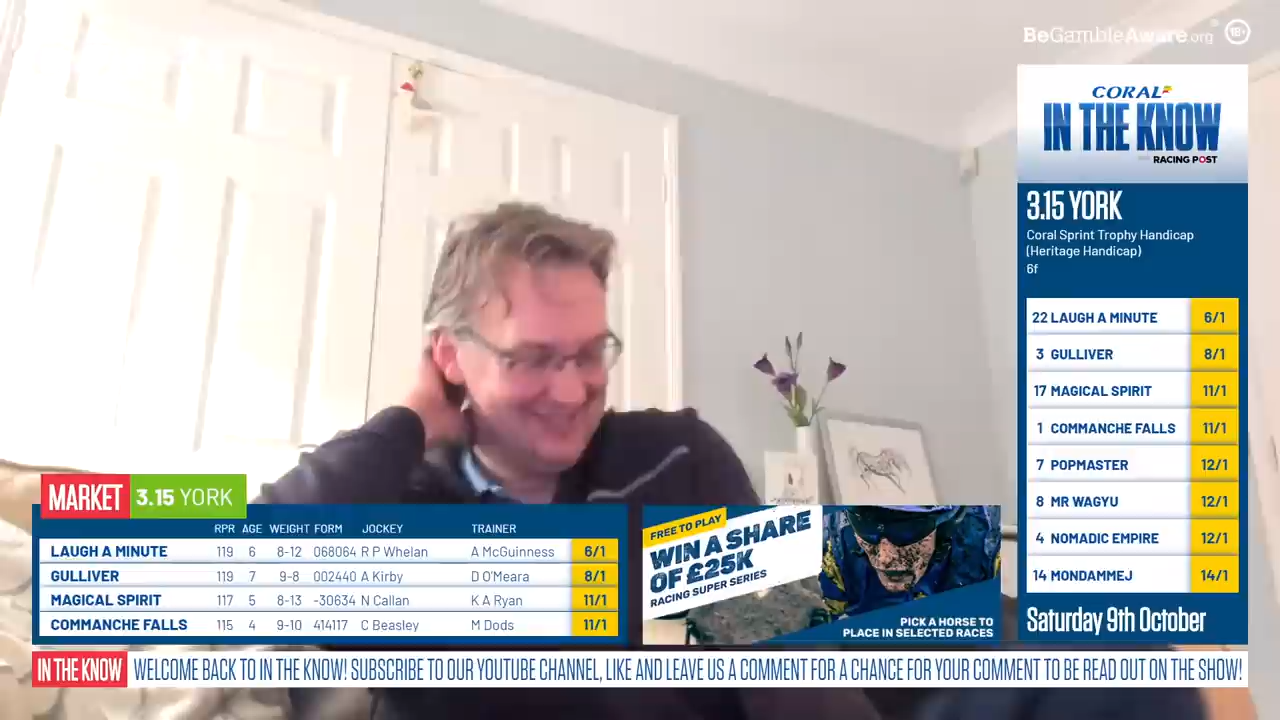 BeGambleAware.org® 18+
CORAL
IN THE KNOW
WITH RACING POST
3.15 YORK
Coral Sprint Trophy Handicap
(Heritage Handicap)
6f
22 LAUGH A MINUTE 6/1
3 GULLIVER 8/1
17 MAGICAL SPIRIT 11/1
1 COMMANCHE FALLS 11/1
7 POPMASTER 12/1
8 MR WAGYU 12/1
4 NOMADIC EMPIRE 12/1
14 MONDAMMEJ 14/1
Saturday 9th October
MARKET 3.15 YORK
RPR AGE WEIGHT FORM JOCKEY TRAINER
LAUGH A MINUTE 119 6 8-12 068064 R P Whelan A McGuinness 6/1
GULLIVER 119 7 9-8 002440 A Kirby D O'Meara 8/1
MAGICAL SPIRIT 117 5 8-13 -30634 N Callan K A Ryan 11/1
COMMANCHE FALLS 115 4 9-10 414117 C Beasley M Dods 11/1
FREE TO PLAY
WIN A SHARE
OF £25K
RACING SUPER SERIES
PICK A HORSE TO
PLACE IN SELECTED RACES
IN THE KNOW WELCOME BACK TO IN THE KNOW! SUBSCRIBE TO OUR YOUTUBE CHANNEL, LIKE AND LEAVE US A COMMENT FOR A CHANCE FOR YOUR COMMENT TO BE READ OUT ON THE SHOW!